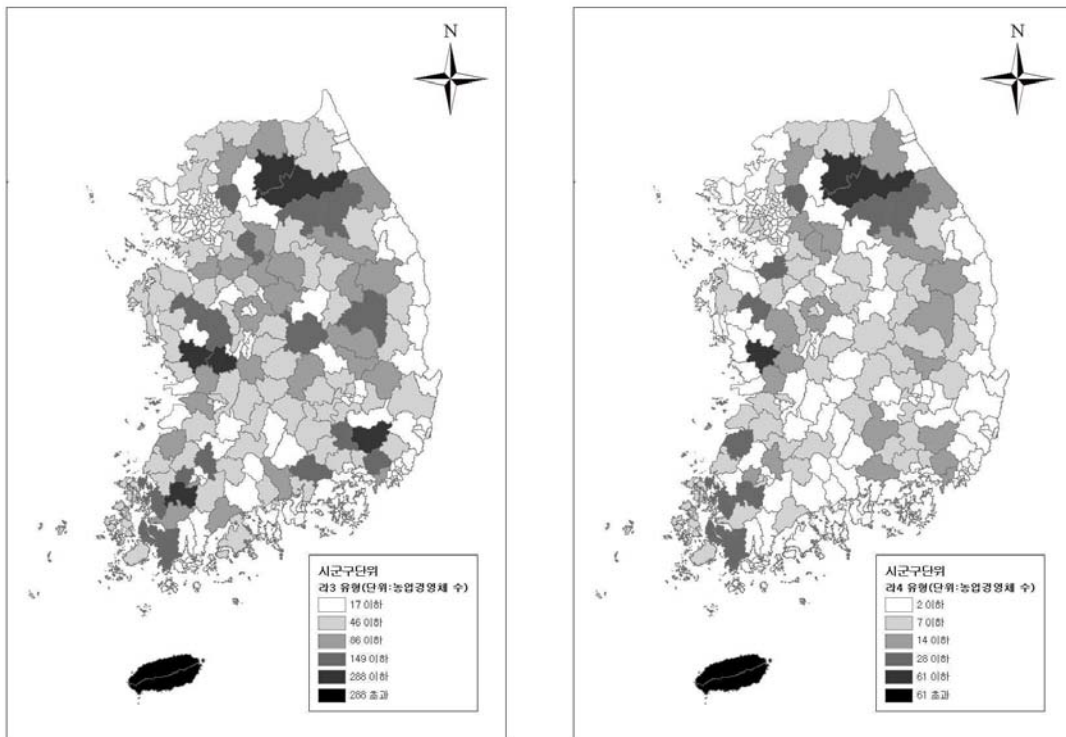 N
시군구단위
라3 유형(단위:농업경영체 수)
17 이하
46 이하
86 이하
149 이하
288 이하
288 초과
N
시군구단위
라4 유형(단위:농업경영체 수)
2 이하
7 이하
14 이하
28 이하
61 이하
61 초과